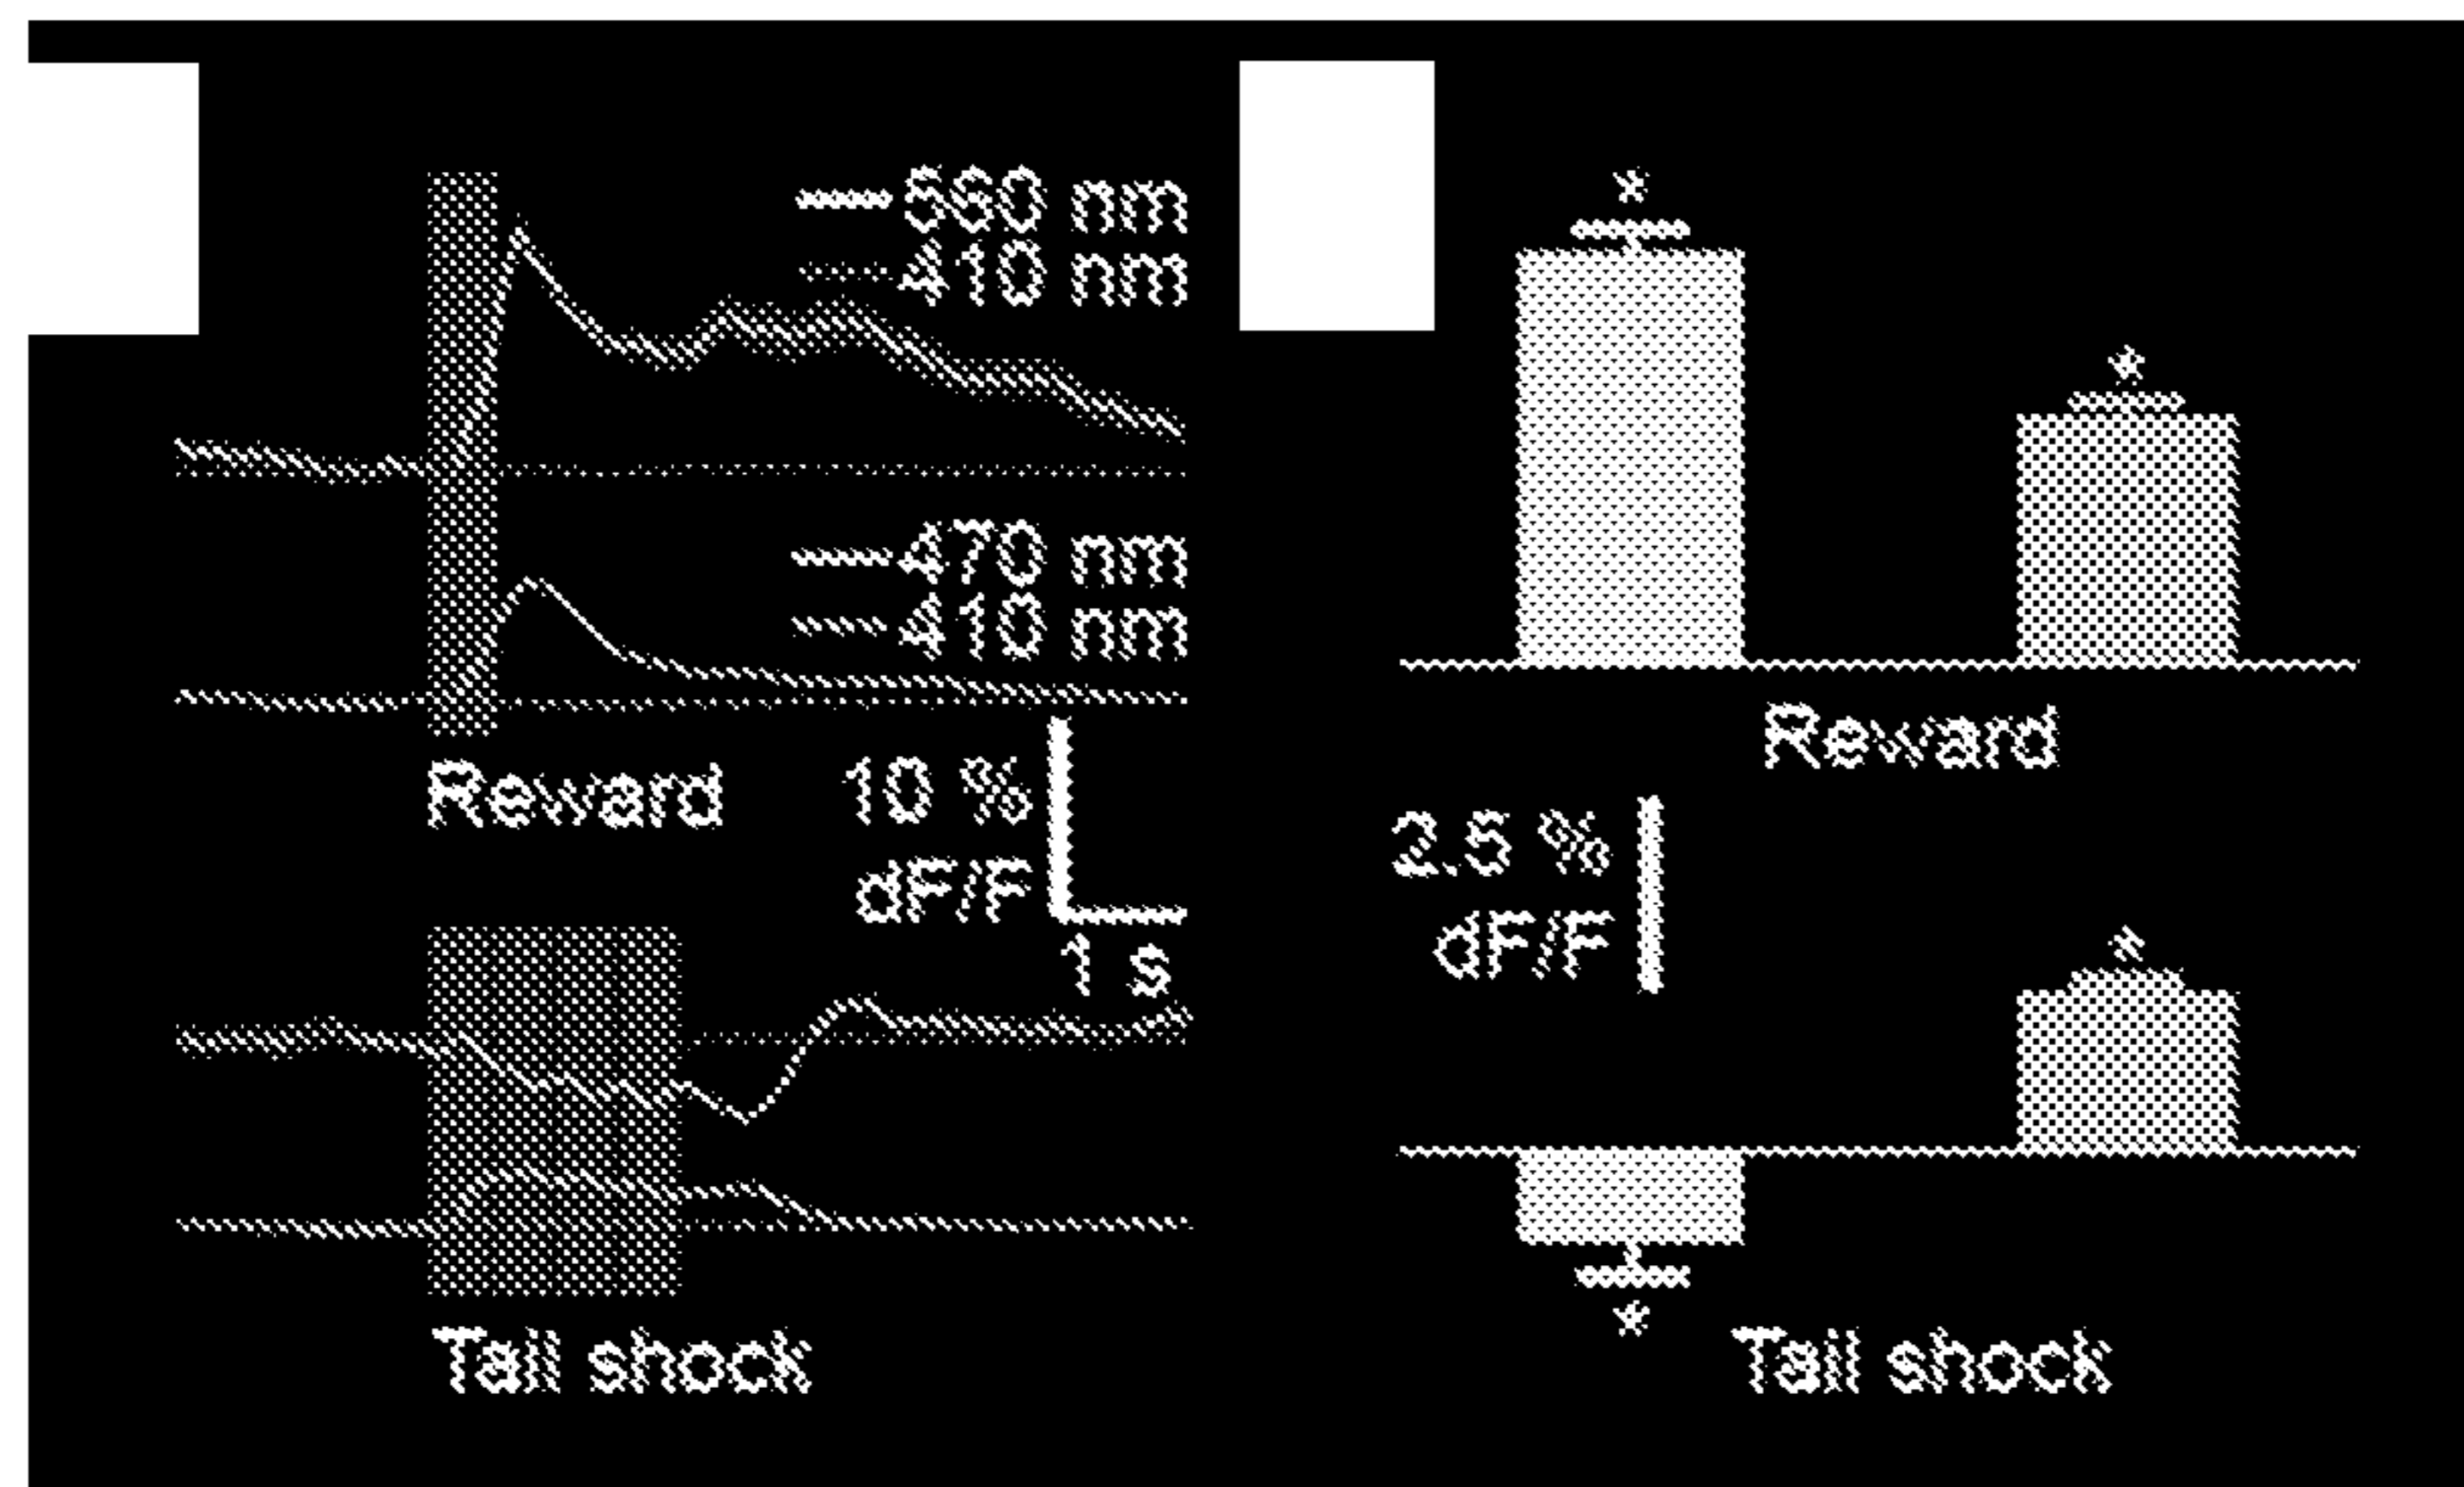 560 nm
410 nm
470 nm
410 nm
Reward
10 %
dF/F
1 s
Tail shock
*
*
Reward
2.5 %
dF/F
*
*
Tail shock